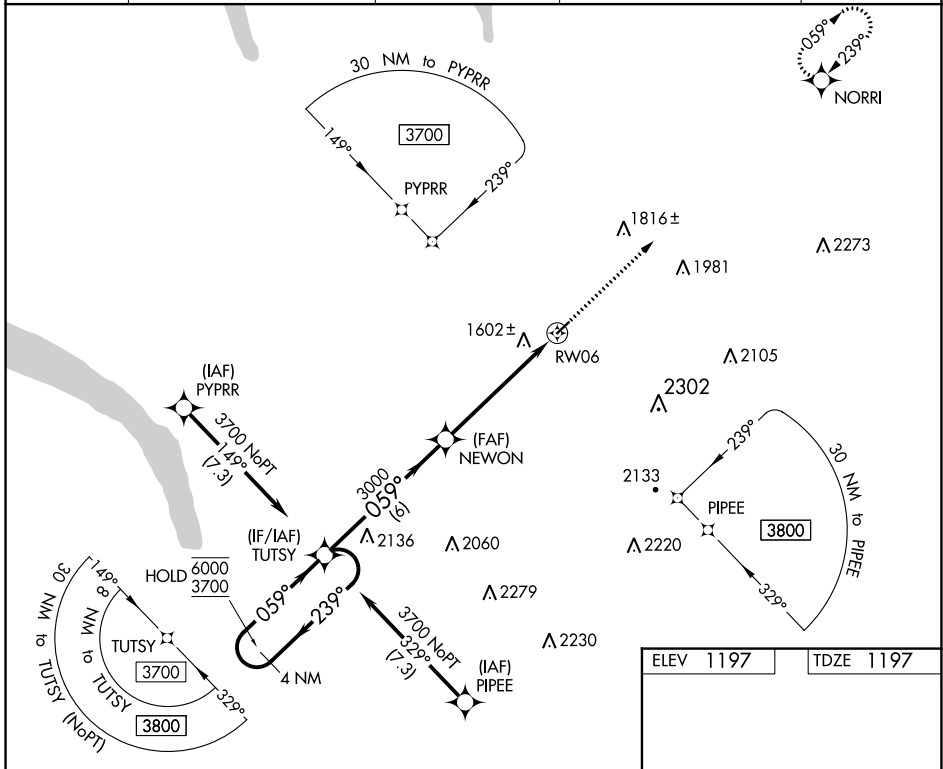 059°
239°
NORRI
30 NM to PYPRR
3700
149°
239°
PYPRR
1816±
2273
1981
1602±
RW06
2105
(IAF)
PYPRR
2302
3700 NoPT
149°
(7.3)
(FAF)
NEWON
239°
30 NM to PIPEE
3000
059°
(6)
2133
PIPEE
3800
(IF/IAF)
TUTSY
2136
2060
2220
HOLD
6000
3700
149°
059°
239°
2279
329°
30 NM to TUTSY (NoPT)
8 NM to TUTSY
TUTSY
3700
3700 NoPT
329°
(7.3)
2230
4 NM
(IAF)
PIPEE
329°
3800
ELEV 1197
TDZE 1197